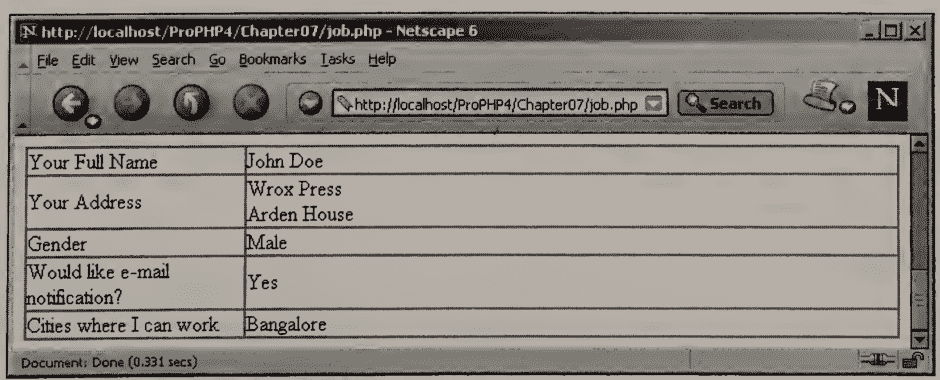 N http://localhost/ProPHP4/Chapter07/job.php - Netscape 6
File Edit View Search Go Bookmarks Tasks Help
http://localhost/ProPHP4/Chapter07/job.php Search N
Your Full Name John Doe
Your Address Wrox Press
Arden House
Gender Male
Would like e-mail
notification? Yes
Cities where I can work Bangalore
Document: Done (0.331 secs)